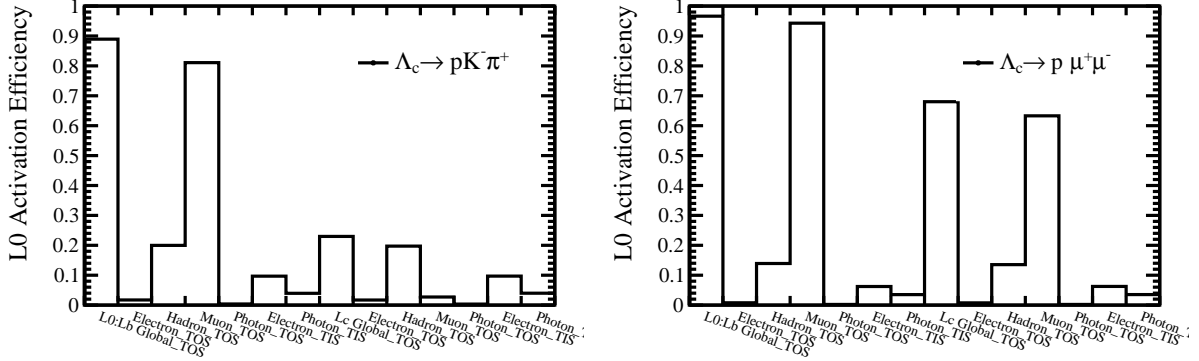 L0 Activation Efficiency
1
0.9
0.8
0.7
0.6
0.5
0.4
0.3
0.2
0.1
0
Λc → pK⁻π⁺
L0:Lb Global_TOS
Electron_TOS
Hadron_TOS
Muon_TOS
Photon_TOS
Electron_TIS
Photon_TIS
Lc Global_TOS
Electron_TOS
Hadron_TOS
Muon_TOS
Photon_TOS
Electron_TIS
Photon_
L0 Activation Efficiency
1
0.9
0.8
0.7
0.6
0.5
0.4
0.3
0.2
0.1
0
Λc → p μ⁺μ⁻
L0:Lb Global_TOS
Electron_TOS
Hadron_TOS
Muon_TOS
Photon_TOS
Electron_TIS
Photon_TIS
Lc Global_TOS
Electron_TOS
Hadron_TOS
Muon_TOS
Photon_TOS
Electron_TIS
Photon_